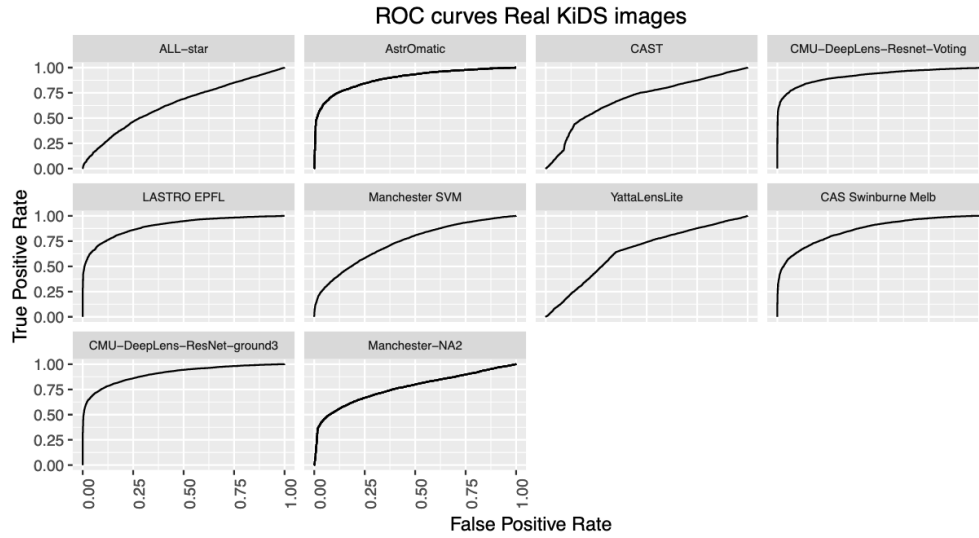 ROC curves Real KiDS images
ALL−star
AstrOmatic
CAST
CMU−DeepLens−Resnet−Voting
1.00
0.75
0.50
0.25
0.00
LASTRO EPFL
Manchester SVM
YattaLensLite
CAS Swinburne Melb
1.00
0.75
0.50
0.25
0.00
CMU−DeepLens−ResNet−ground3
Manchester−NA2
1.00
0.75
0.50
0.25
0.00
0.00
0.25
0.50
0.75
1.00
0.00
0.25
0.50
0.75
1.00
True Positive Rate
False Positive Rate